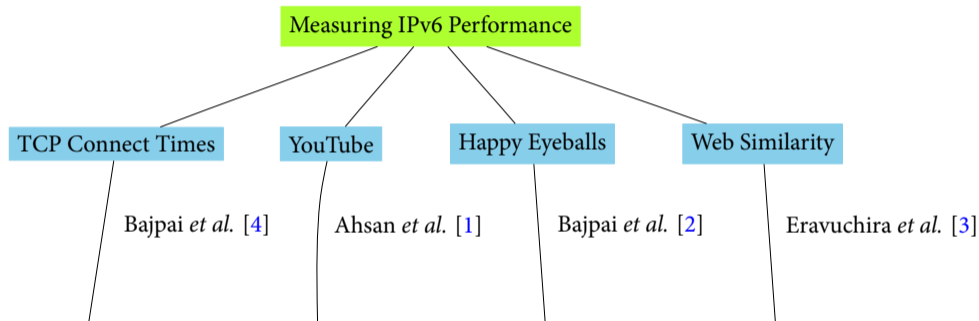 Measuring IPv6 Performance
TCP Connect Times
YouTube
Happy Eyeballs
Web Similarity
Bajpai et al. [4]
Ahsan et al. [1]
Bajpai et al. [2]
Eravuchira et al. [3]